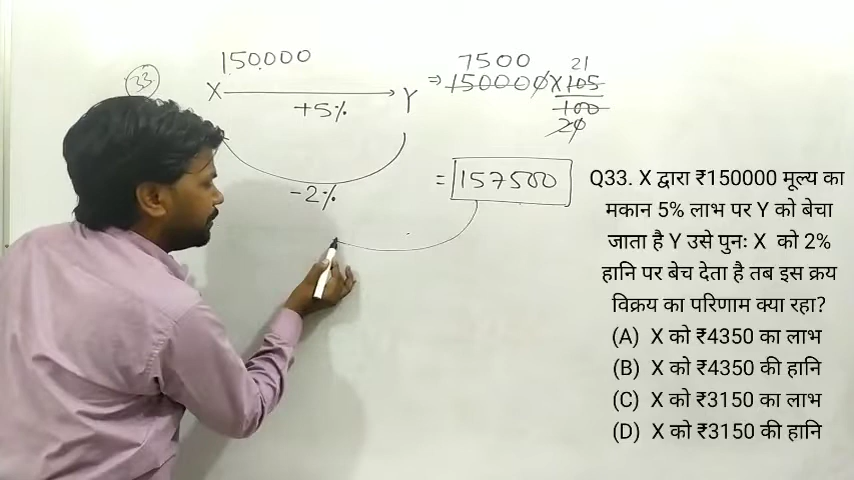 33
150000
X → Y
+5%
-2%
7500 21
⇒ 150000 X 105
100
20
= 157500
Q33. X द्वारा ₹150000 मूल्य का
मकान 5% लाभ पर Y को बेचा
जाता है Y उसे पुनः X को 2%
हानि पर बेच देता है तब इस क्रय
विक्रय का परिणाम क्या रहा?
(A) X को ₹4350 का लाभ
(B) X को ₹4350 की हानि
(C) X को ₹3150 का लाभ
(D) X को ₹3150 की हानि